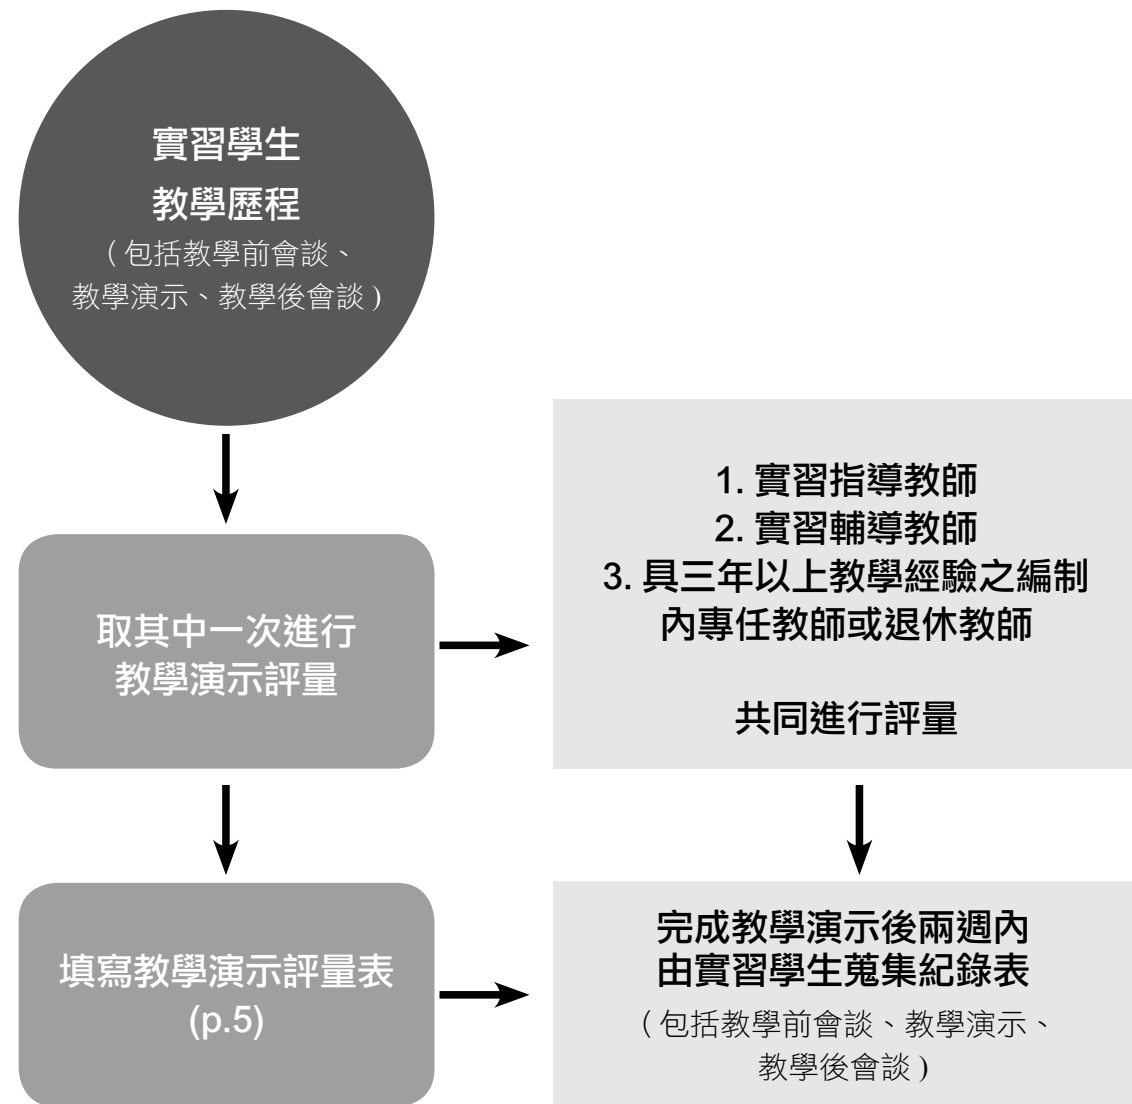 實習學生
教學歷程
（包括教學前會談、
教學演示、教學後會談）
取其中一次進行
教學演示評量
1. 實習指導教師
2. 實習輔導教師
3. 具三年以上教學經驗之編制
內專任教師或退休教師
共同進行評量
填寫教學演示評量表
(p.5)
完成教學演示後兩週內
由實習學生蒐集紀錄表
（包括教學前會談、教學演示、
教學後會談）